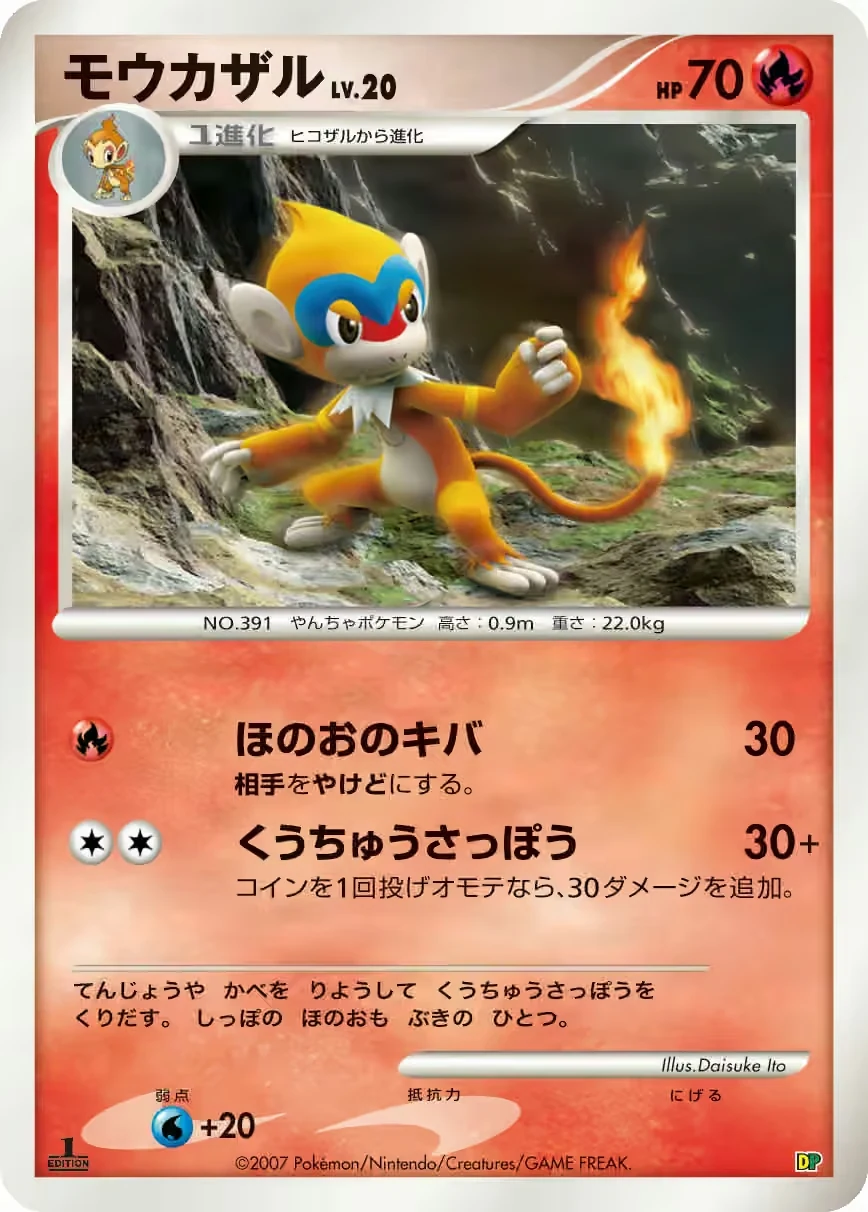 モウカザル LV.20 HP 70
1進化 ヒコザルから進化
NO.391 やんちゃポケモン 高さ:0.9m 重さ:22.0kg
ほのおのキバ 30
相手をやけどにする。
くうちゅうさっぽう 30+
コインを1回投げオモテなら、30ダメージを追加。
てんじょうや かべを りようして くうちゅうさっぽうを
くりだす。 しっぽの ほのおも ぶきの ひとつ。
Illus.Daisuke Ito
弱点 抵抗力 にげる
+20
1
EDITION
©2007 Pokémon/Nintendo/Creatures/GAME FREAK.
DP